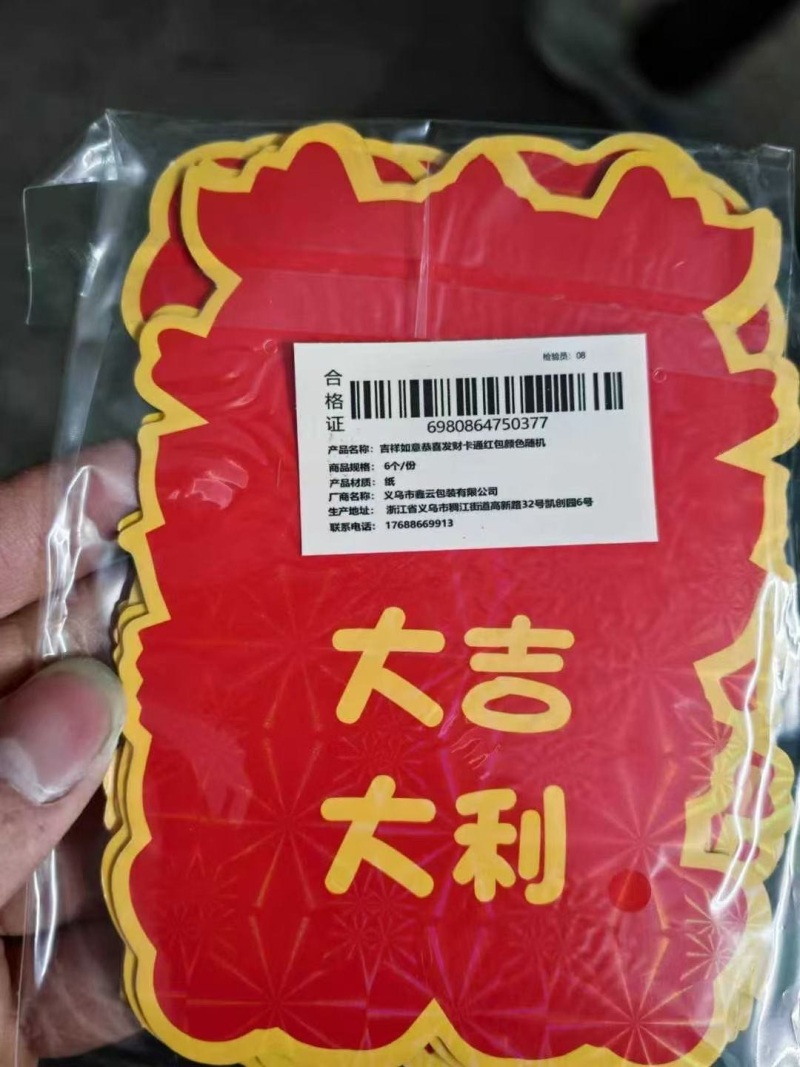 检验员：08
合格证
6980864750377
产品名称：吉祥如意恭喜发财卡通红包颜色随机
商品规格：6个/份
产品材质：纸
厂商名称：义乌市鑫云包装有限公司
生产地址：浙江省义乌市稠江街道高新路32号凯创园6号
联系电话：17688669913
大吉
大利